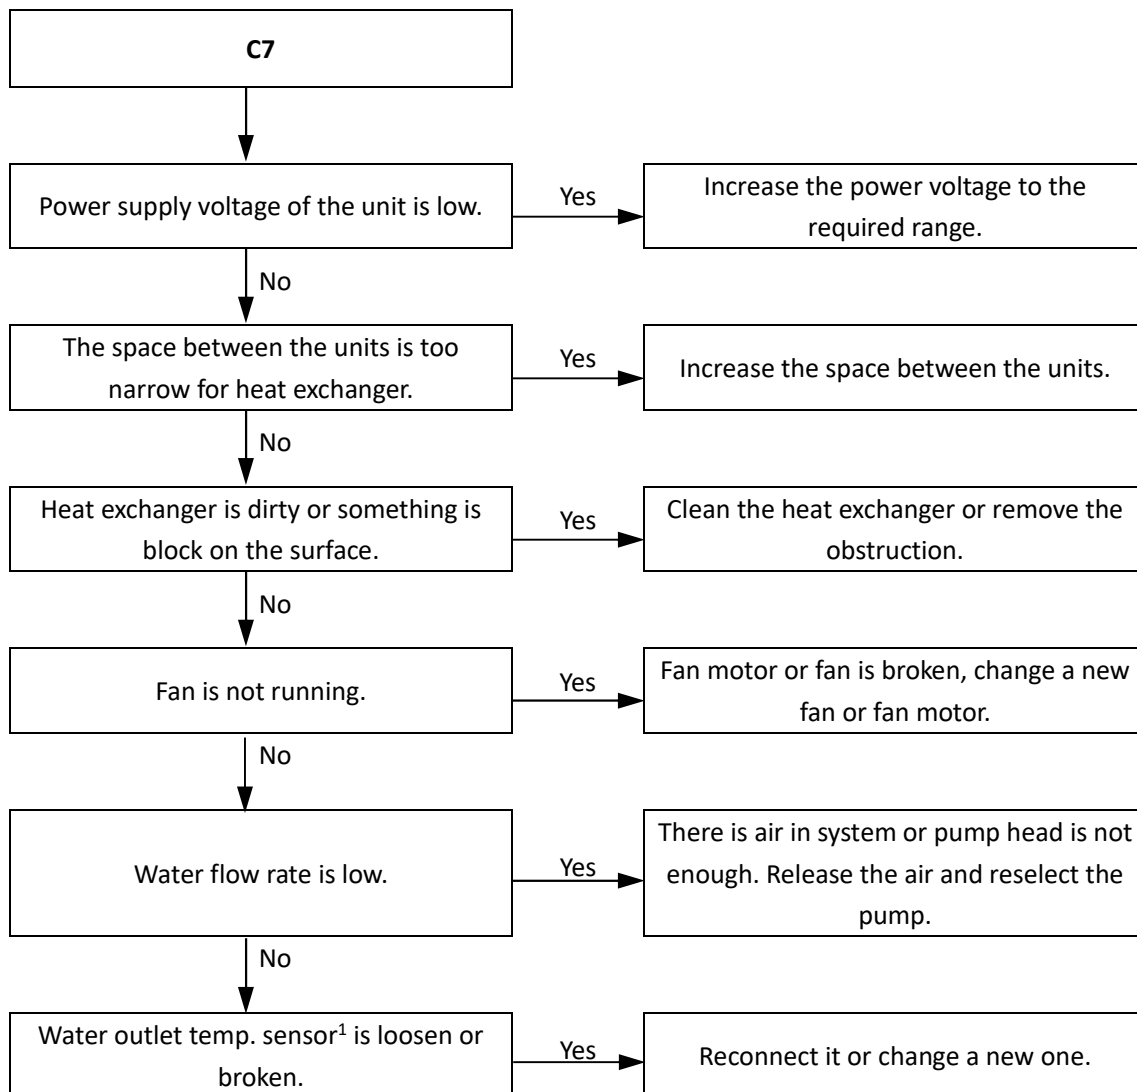 C7
Power supply voltage of the unit is low.
Yes
Increase the power voltage to the
required range.
No
The space between the units is too
narrow for heat exchanger.
Yes
Increase the space between the units.
No
Heat exchanger is dirty or something is
block on the surface.
Yes
Clean the heat exchanger or remove the
obstruction.
No
Fan is not running.
Yes
Fan motor or fan is broken, change a new
fan or fan motor.
No
Water flow rate is low.
Yes
There is air in system or pump head is not
enough. Release the air and reselect the
pump.
No
Water outlet temp. sensor¹ is loosen or
broken.
Yes
Reconnect it or change a new one.